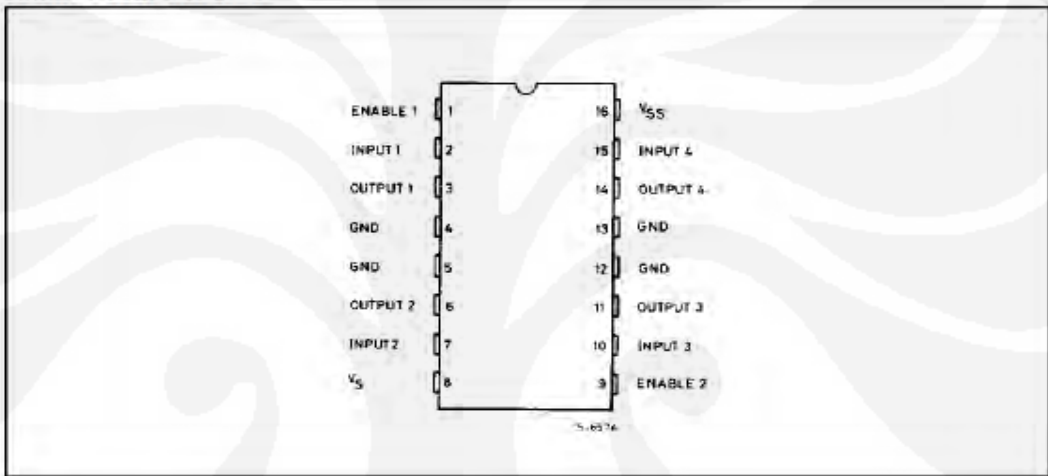 ENABLE 1 1 16 VSS
INPUT 1 2 15 INPUT 4
OUTPUT 1 3 14 OUTPUT 4
GND 4 13 GND
GND 5 12 GND
OUTPUT 2 6 11 OUTPUT 3
INPUT 2 7 10 INPUT 3
VS 8 9 ENABLE 2